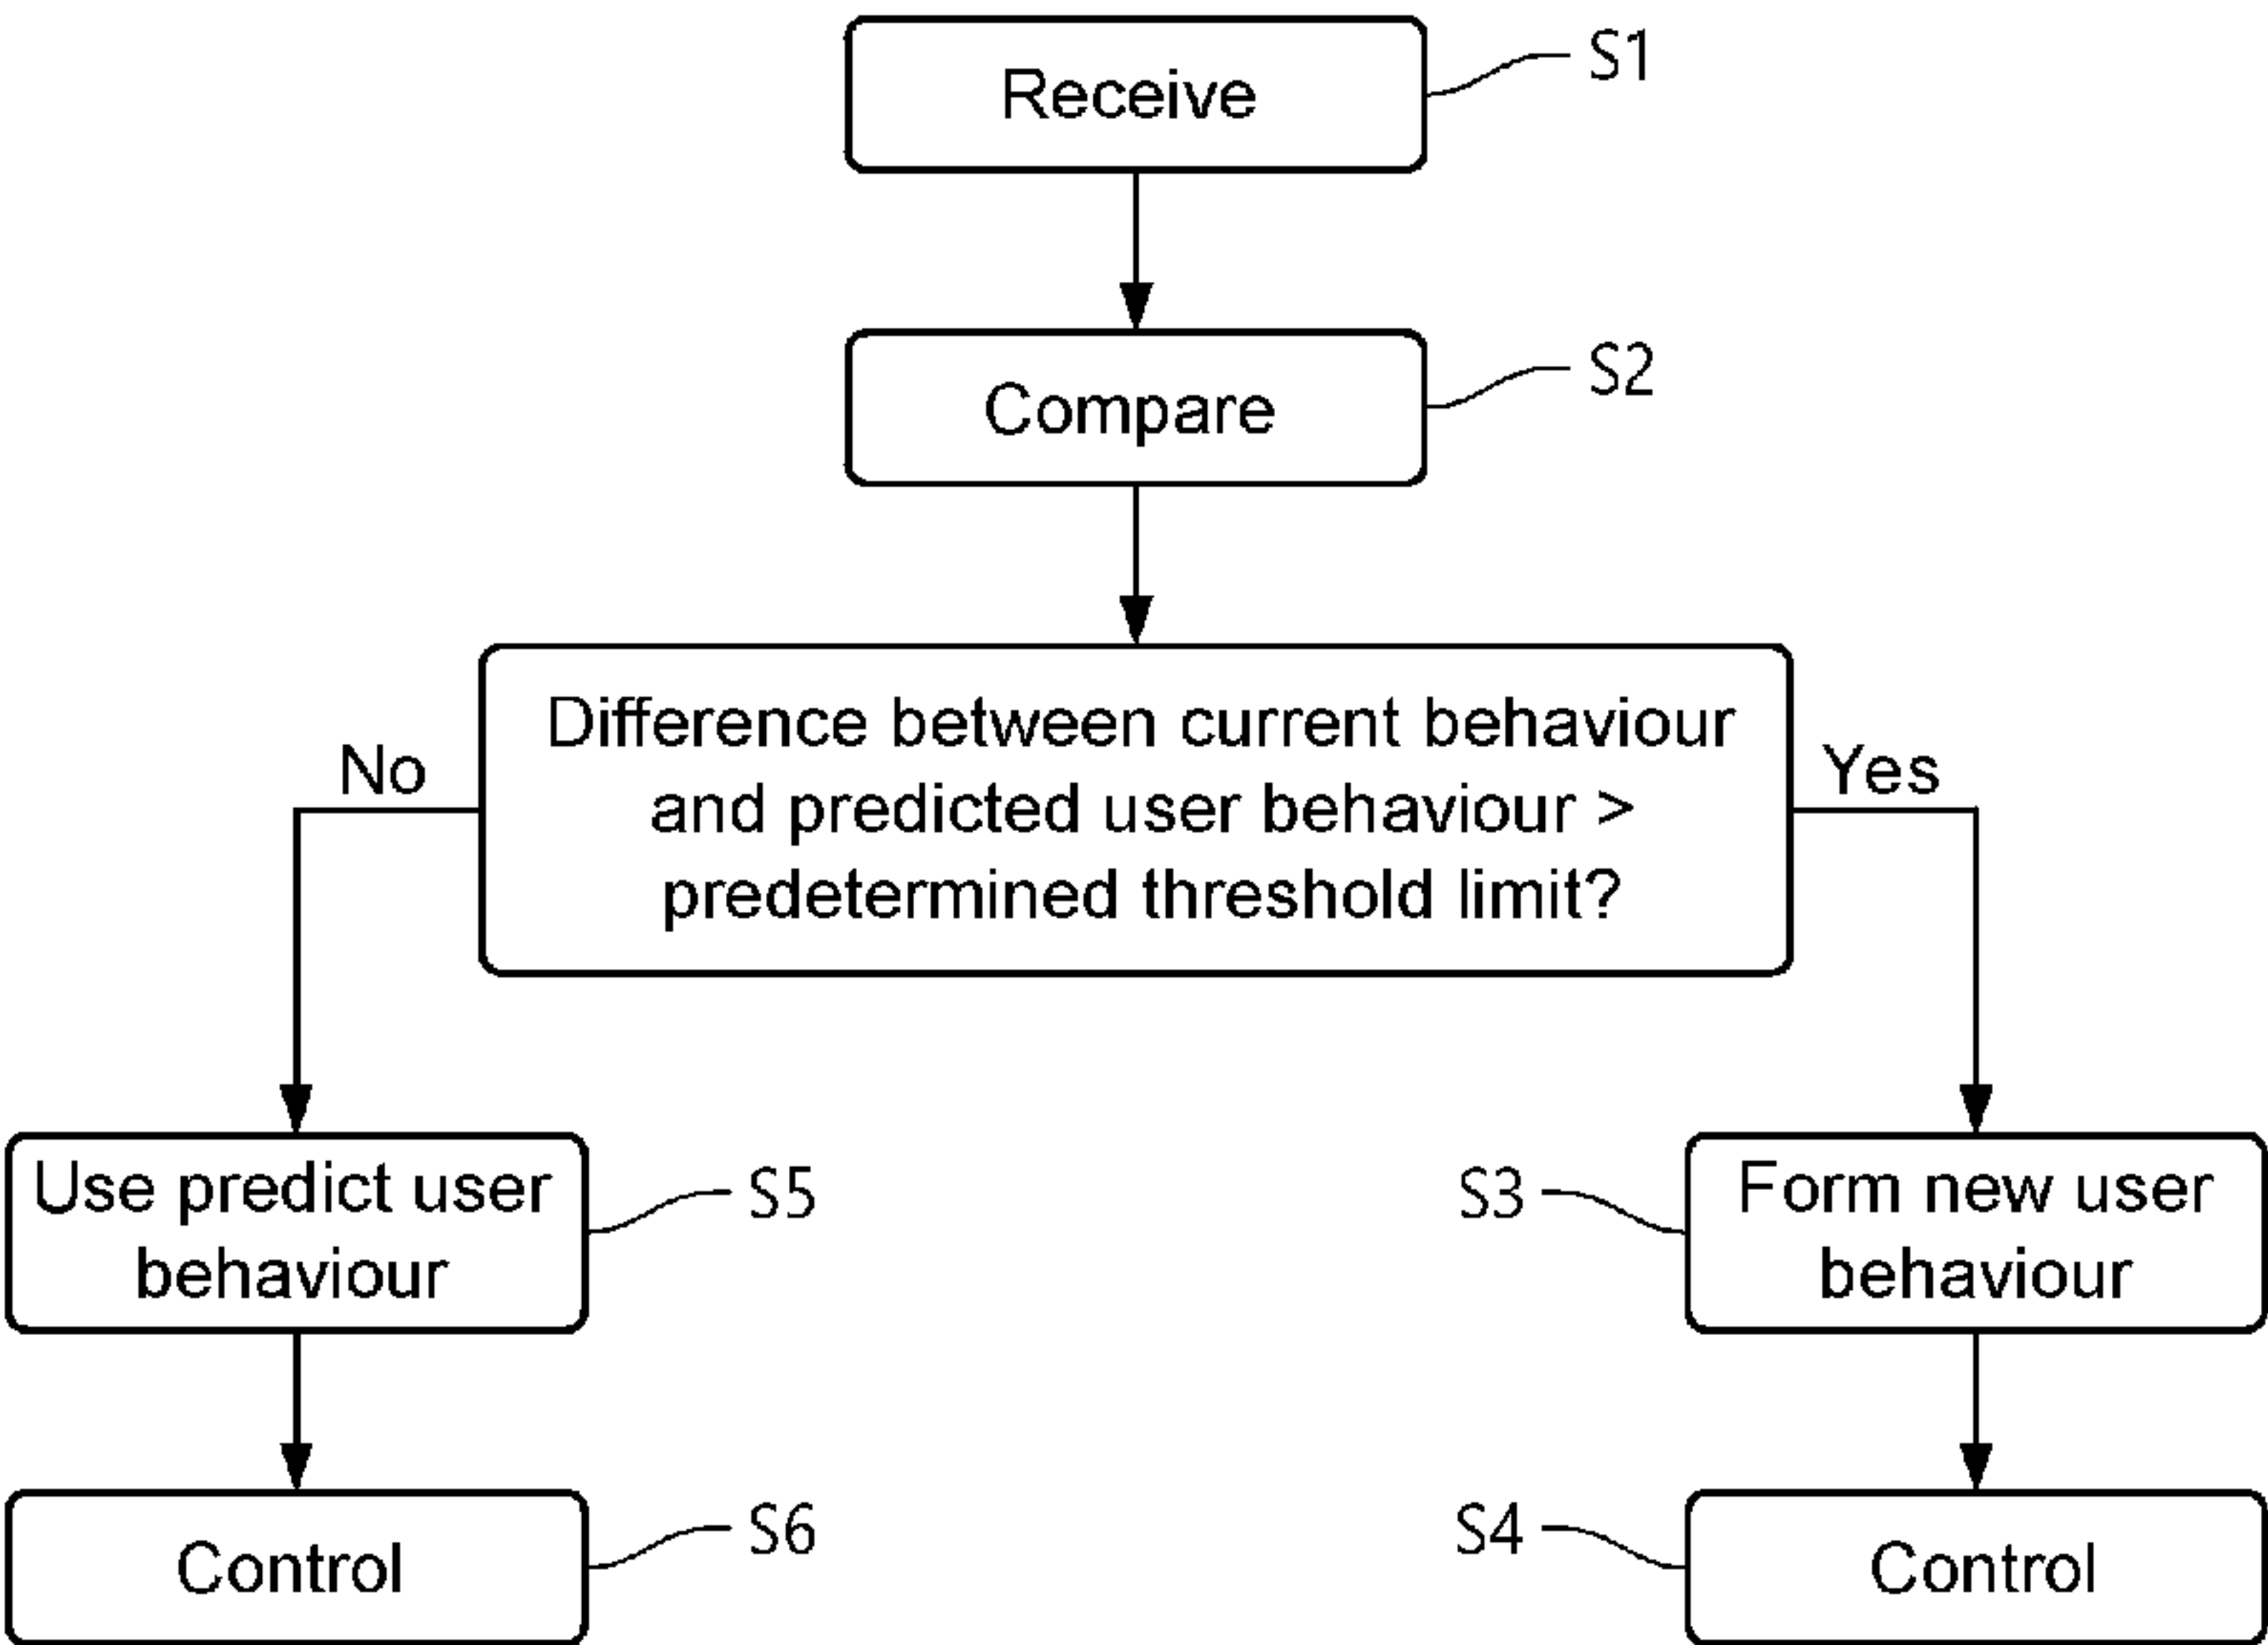 Receive
S1
Compare
S2
Difference between current behaviour
and predicted user behaviour >
predetermined threshold limit?
No
Yes
Use predict user
behaviour
S5
S3
Form new user
behaviour
Control
S6
S4
Control